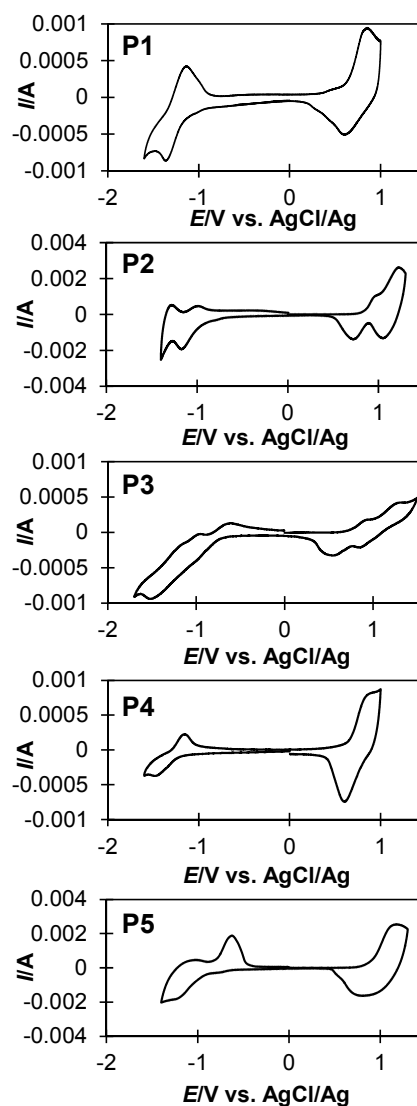 P1
I/A
0.001
0.0005
0
-0.0005
-0.001
-2 -1 0 1
E/V vs. AgCl/Ag
P2
I/A
0.004
0.002
0
-0.002
-0.004
-2 -1 0 1
E/V vs. AgCl/Ag
P3
I/A
0.001
0.0005
0
-0.0005
-0.001
-2 -1 0 1
E/V vs. AgCl/Ag
P4
I/A
0.001
0.0005
0
-0.0005
-0.001
-2 -1 0 1
E/V vs. AgCl/Ag
P5
I/A
0.004
0.002
0
-0.002
-0.004
-2 -1 0 1
E/V vs. AgCl/Ag